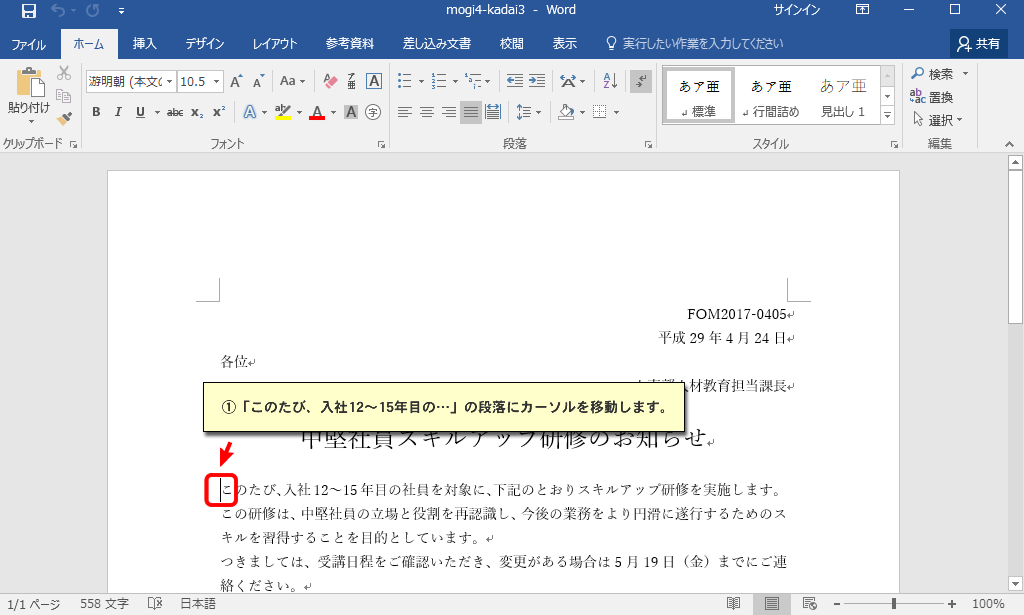 mogi4-kadai3 - Word
サインイン
ファイル ホーム 挿入 デザイン レイアウト 参考資料 差し込み文書 校閲 表示 実行したい作業を入力してください 共有
貼り付け
游明朝 (本文の 10.5 A A Aa A
B I U abc x₂ x² A ab A A 字
あア亜 あア亜 あア亜
↲標準 ↲行間詰め 見出し 1
検索
置換
選択
クリップボード フォント 段落 スタイル 編集
FOM2017-0405↵
平成 29 年 4 月 24 日↵
各位↵
材教育担当課長↵
①「このたび、入社12～15年目の…」の段落にカーソルを移動します。
中堅社員スキルアップ研修のお知らせ↵
このたび、入社 12～15 年目の社員を対象に、下記のとおりスキルアップ研修を実施します。
この研修は、中堅社員の立場と役割を再認識し、今後の業務をより円滑に遂行するためのス
キルを習得することを目的としています。↵
つきましては、受講日程をご確認いただき、変更がある場合は 5 月 19 日（金）までにご連
絡ください。↵
1/1 ページ 558 文字 日本語 100%